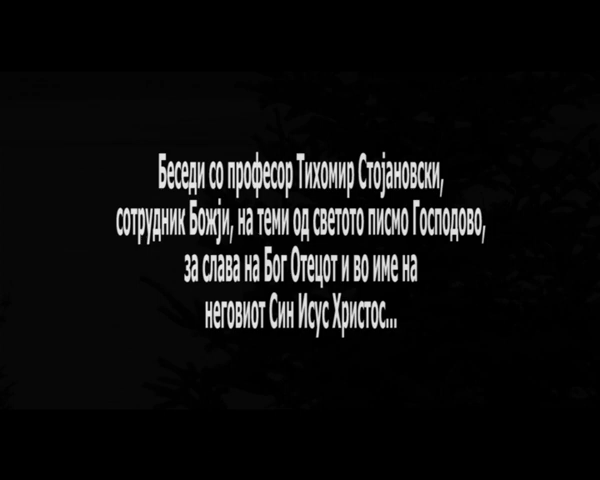 Беседи со професор Тихомир Стојановски,
сотрудник Божји, на теми од светото писмо Господово,
за слава на Бог Отецот и во име на
неговиот Син Исус Христос...